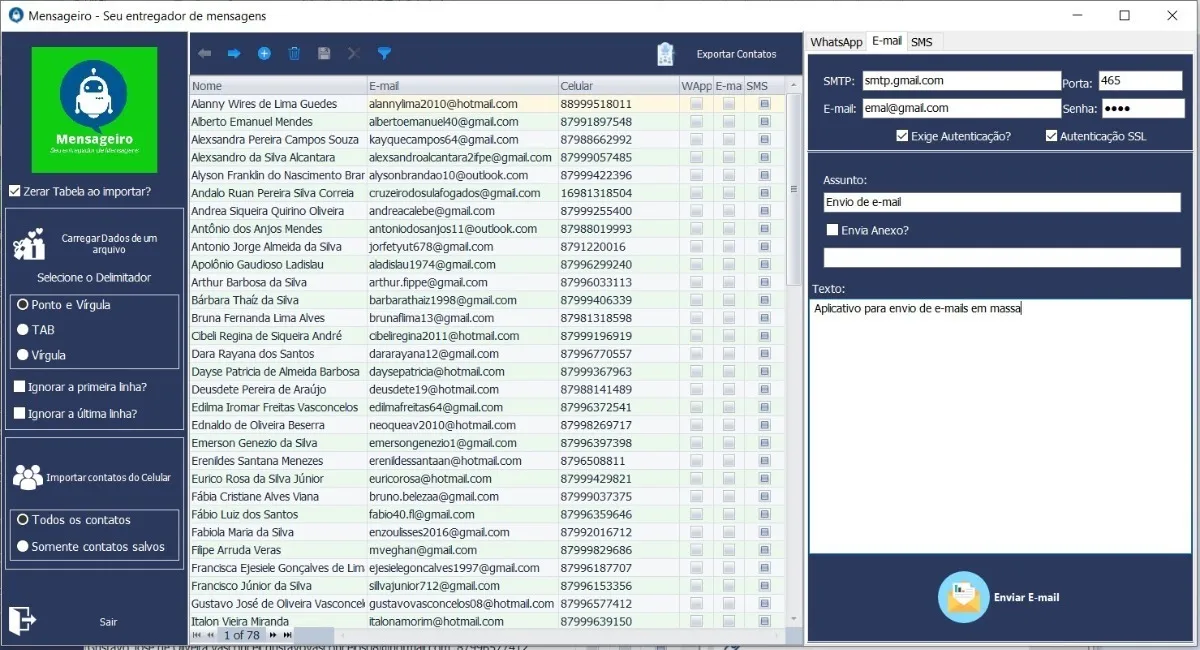 Mensageiro - Seu entregador de mensagens
Mensageiro
Seu entregador de Mensagens
Zerar Tabela ao importar?
Carregar Dados de um
arquivo
Selecione o Delimitador
Ponto e Vírgula
TAB
Vírgula
Ignorar a primeira linha?
Ignorar a última linha?
Importar contatos do Celular
Todos os contatos
Somente contatos salvos
Sair
Exportar Contatos
Nome E-mail Celular WApp E-ma SMS
Alanny Wires de Lima Guedes alannylima2010@hotmail.com 88999518011
Alberto Emanuel Mendes albertoemanuel40@gmail.com 87991897548
Alexsandra Pereira Campos Souza kayquecampos64@gmail.com 87988662992
Alexsandro da Silva Alcantara alexsandroalcantara2ifpe@gmail.com 87999057485
Alyson Franklin do Nascimento Bran alysonbrandao10@outlook.com 87999422396
Andalo Ruan Pereira Silva Correia cruzeirodosulafogados@gmail.com 16981318504
Andrea Siqueira Quirino Oliveira andreacalebe@gmail.com 87999255400
Antônio dos Anjos Mendes antoniodosanjos11@outlook.com 87988019993
Antonio Jorge Almeida da Silva jorfetyut678@gmail.com 8791220016
Apolônio Gaudioso Ladislau aladislau1974@gmail.com 87996299240
Arthur Barbosa da Silva arthur.fippe@gmail.com 87996033113
Bárbara Thaíz da Silva barbarathaiz1998@gmail.com 87999406339
Bruna Fernanda Lima Alves brunaflima13@gmail.com 87981318598
Cibeli Regina de Siqueira André cibeliregina2011@hotmail.com 87999196919
Dara Rayana dos Santos dararayana12@gmail.com 87996770557
Dayse Patricia de Almeida Barbosa daysepatricia@hotmail.com 87999367963
Deusdete Pereira de Araújo deusdete19@hotmail.com 87988141489
Edilma Iromar Freitas Vasconcelos edilmafreitas64@gmail.com 87996372541
Ednaldo de Oliveira Beserra neoqueav2010@hotmail.com 87998269717
Emerson Genezio da Silva emersongenezio1@gmail.com 87996397398
Erenildes Santana Menezes erenildessantaan@hotmail.com 8796508811
Eurico Rosa da Silva Júnior euricorosa@hotmail.com 87999429821
Fábia Cristiane Alves Viana bruno.belezaa@gmail.com 87999037375
Fábio Luiz dos Santos fabio40.fl@gmail.com 87996359646
Fabiola Maria da Silva enzoulisses2016@gmail.com 87992016712
Filipe Arruda Veras mveghan@gmail.com 87999829686
Francisca Ejesiele Gonçalves de Lim ejesielegoncalves1997@gmail.com 87996187707
Francisco Júnior da Silva sillvajunior712@gmail.com 87996153356
Gustavo José de Oliveira Vasconcel gustavovasconcelos08@hotmail.com 87996577412
Italon Vieira Miranda italonamorim@hotmail.com 87999639150
1 of 78
WhatsApp E-mail SMS
SMTP: smtp.gmail.com Porta: 465
E-mail: emal@gmail.com Senha: ●●●●
Exige Autenticação? Autenticação SSL
Assunto:
Envio de e-mail
Envia Anexo?
Texto:
Aplicativo para envio de e-mails em massa
Enviar E-mail